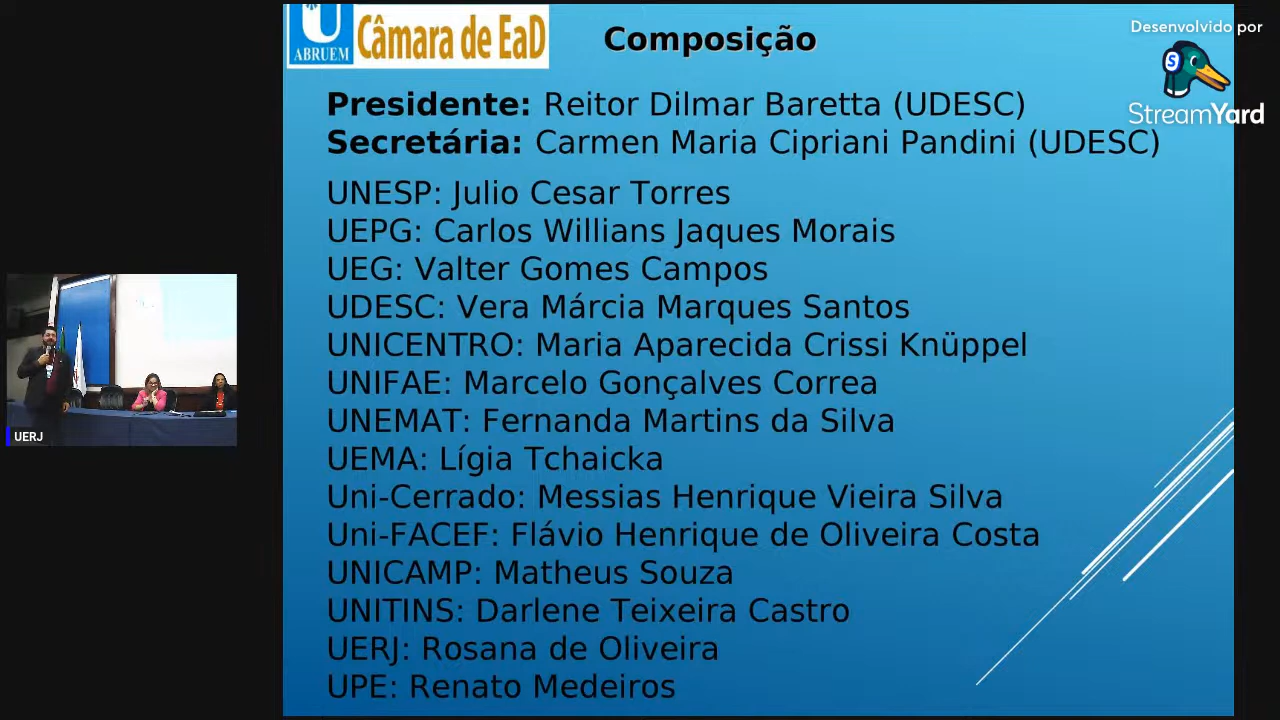 ABRUEM
Câmara de EaD
Composição
Desenvolvido por
StreamYard
Presidente: Reitor Dilmar Baretta (UDESC)
Secretária: Carmen Maria Cipriani Pandini (UDESC)
UNESP: Julio Cesar Torres
UEPG: Carlos Willians Jaques Morais
UEG: Valter Gomes Campos
UDESC: Vera Márcia Marques Santos
UNICENTRO: Maria Aparecida Crissi Knüppel
UNIFAE: Marcelo Gonçalves Correa
UNEMAT: Fernanda Martins da Silva
UEMA: Lígia Tchaicka
Uni-Cerrado: Messias Henrique Vieira Silva
Uni-FACEF: Flávio Henrique de Oliveira Costa
UNICAMP: Matheus Souza
UNITINS: Darlene Teixeira Castro
UERJ: Rosana de Oliveira
UPE: Renato Medeiros
UERJ